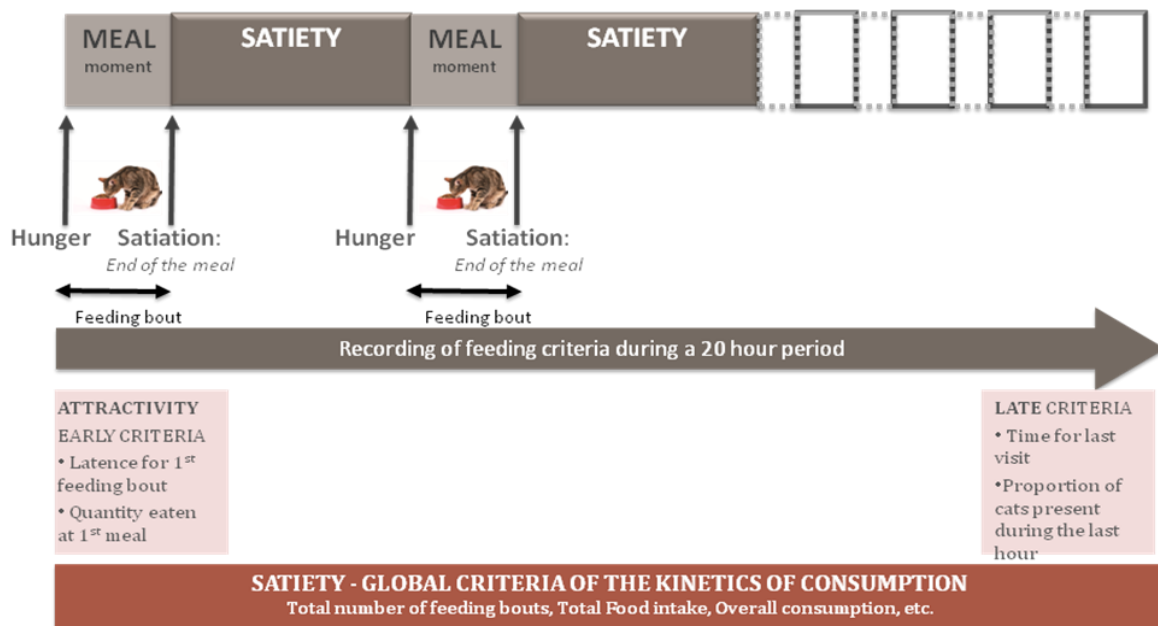 MEAL
moment
SATIETY
MEAL
moment
SATIETY
Hunger
Satiation:
End of the meal
Hunger
Satiation:
End of the meal
Feeding bout
Feeding bout
Recording of feeding criteria during a 20 hour period
ATTRACTIVITY
EARLY CRITERIA
• Latence for 1st
feeding bout
• Quantity eaten
at 1st meal
LATE CRITERIA
• Time for last
visit
•Proportion of
cats present
during the last
hour
SATIETY - GLOBAL CRITERIA OF THE KINETICS OF CONSUMPTION
Total number of feeding bouts, Total Food intake, Overall consumption, etc.